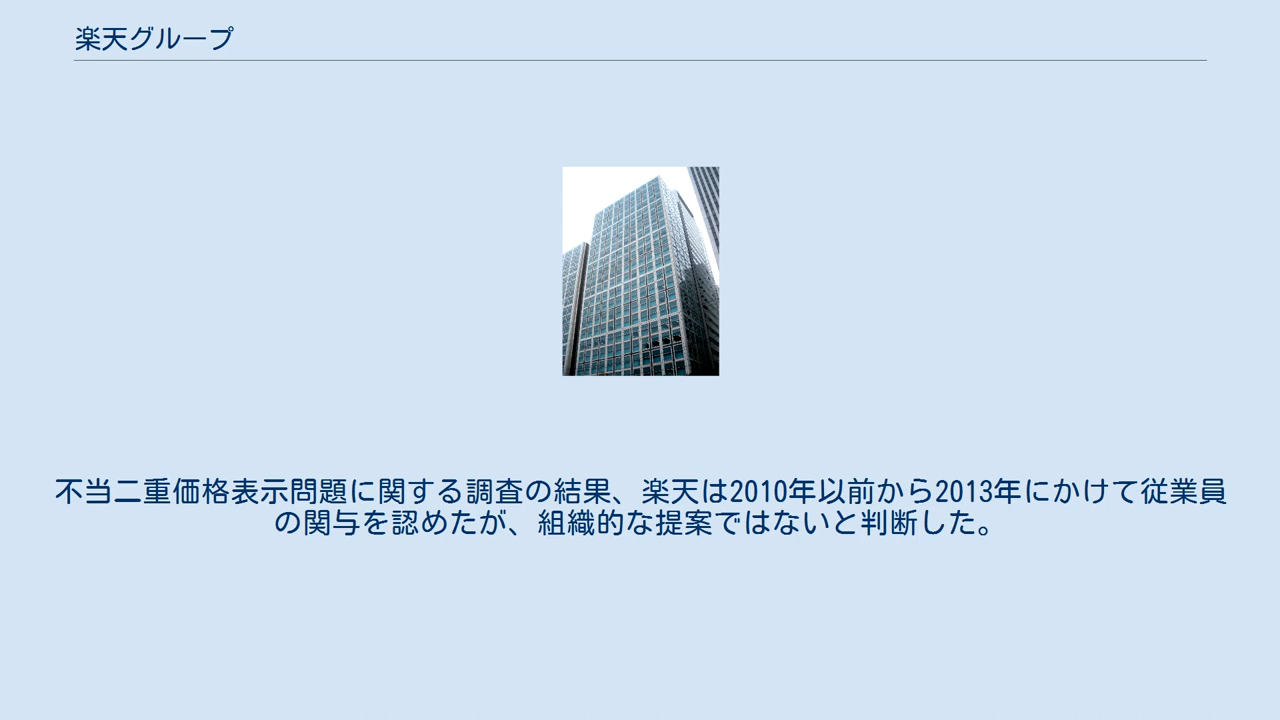 楽天グループ
不当二重価格表示問題に関する調査の結果、楽天は2010年以前から2013年にかけて従業員
の関与を認めたが、組織的な提案ではないと判断した。